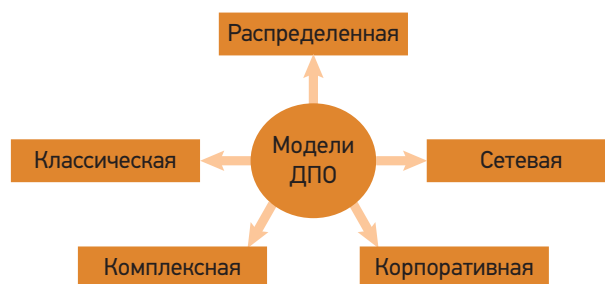 Распределенная
Классическая
Модели
ДПО
Сетевая
Комплексная
Корпоративная